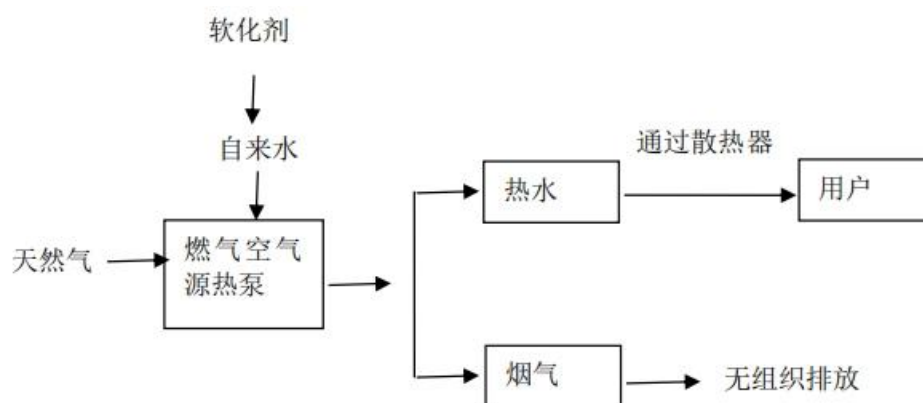 软化剂
自来水
通过散热器
热水
用户
天然气
燃气空气
源热泵
烟气
无组织排放